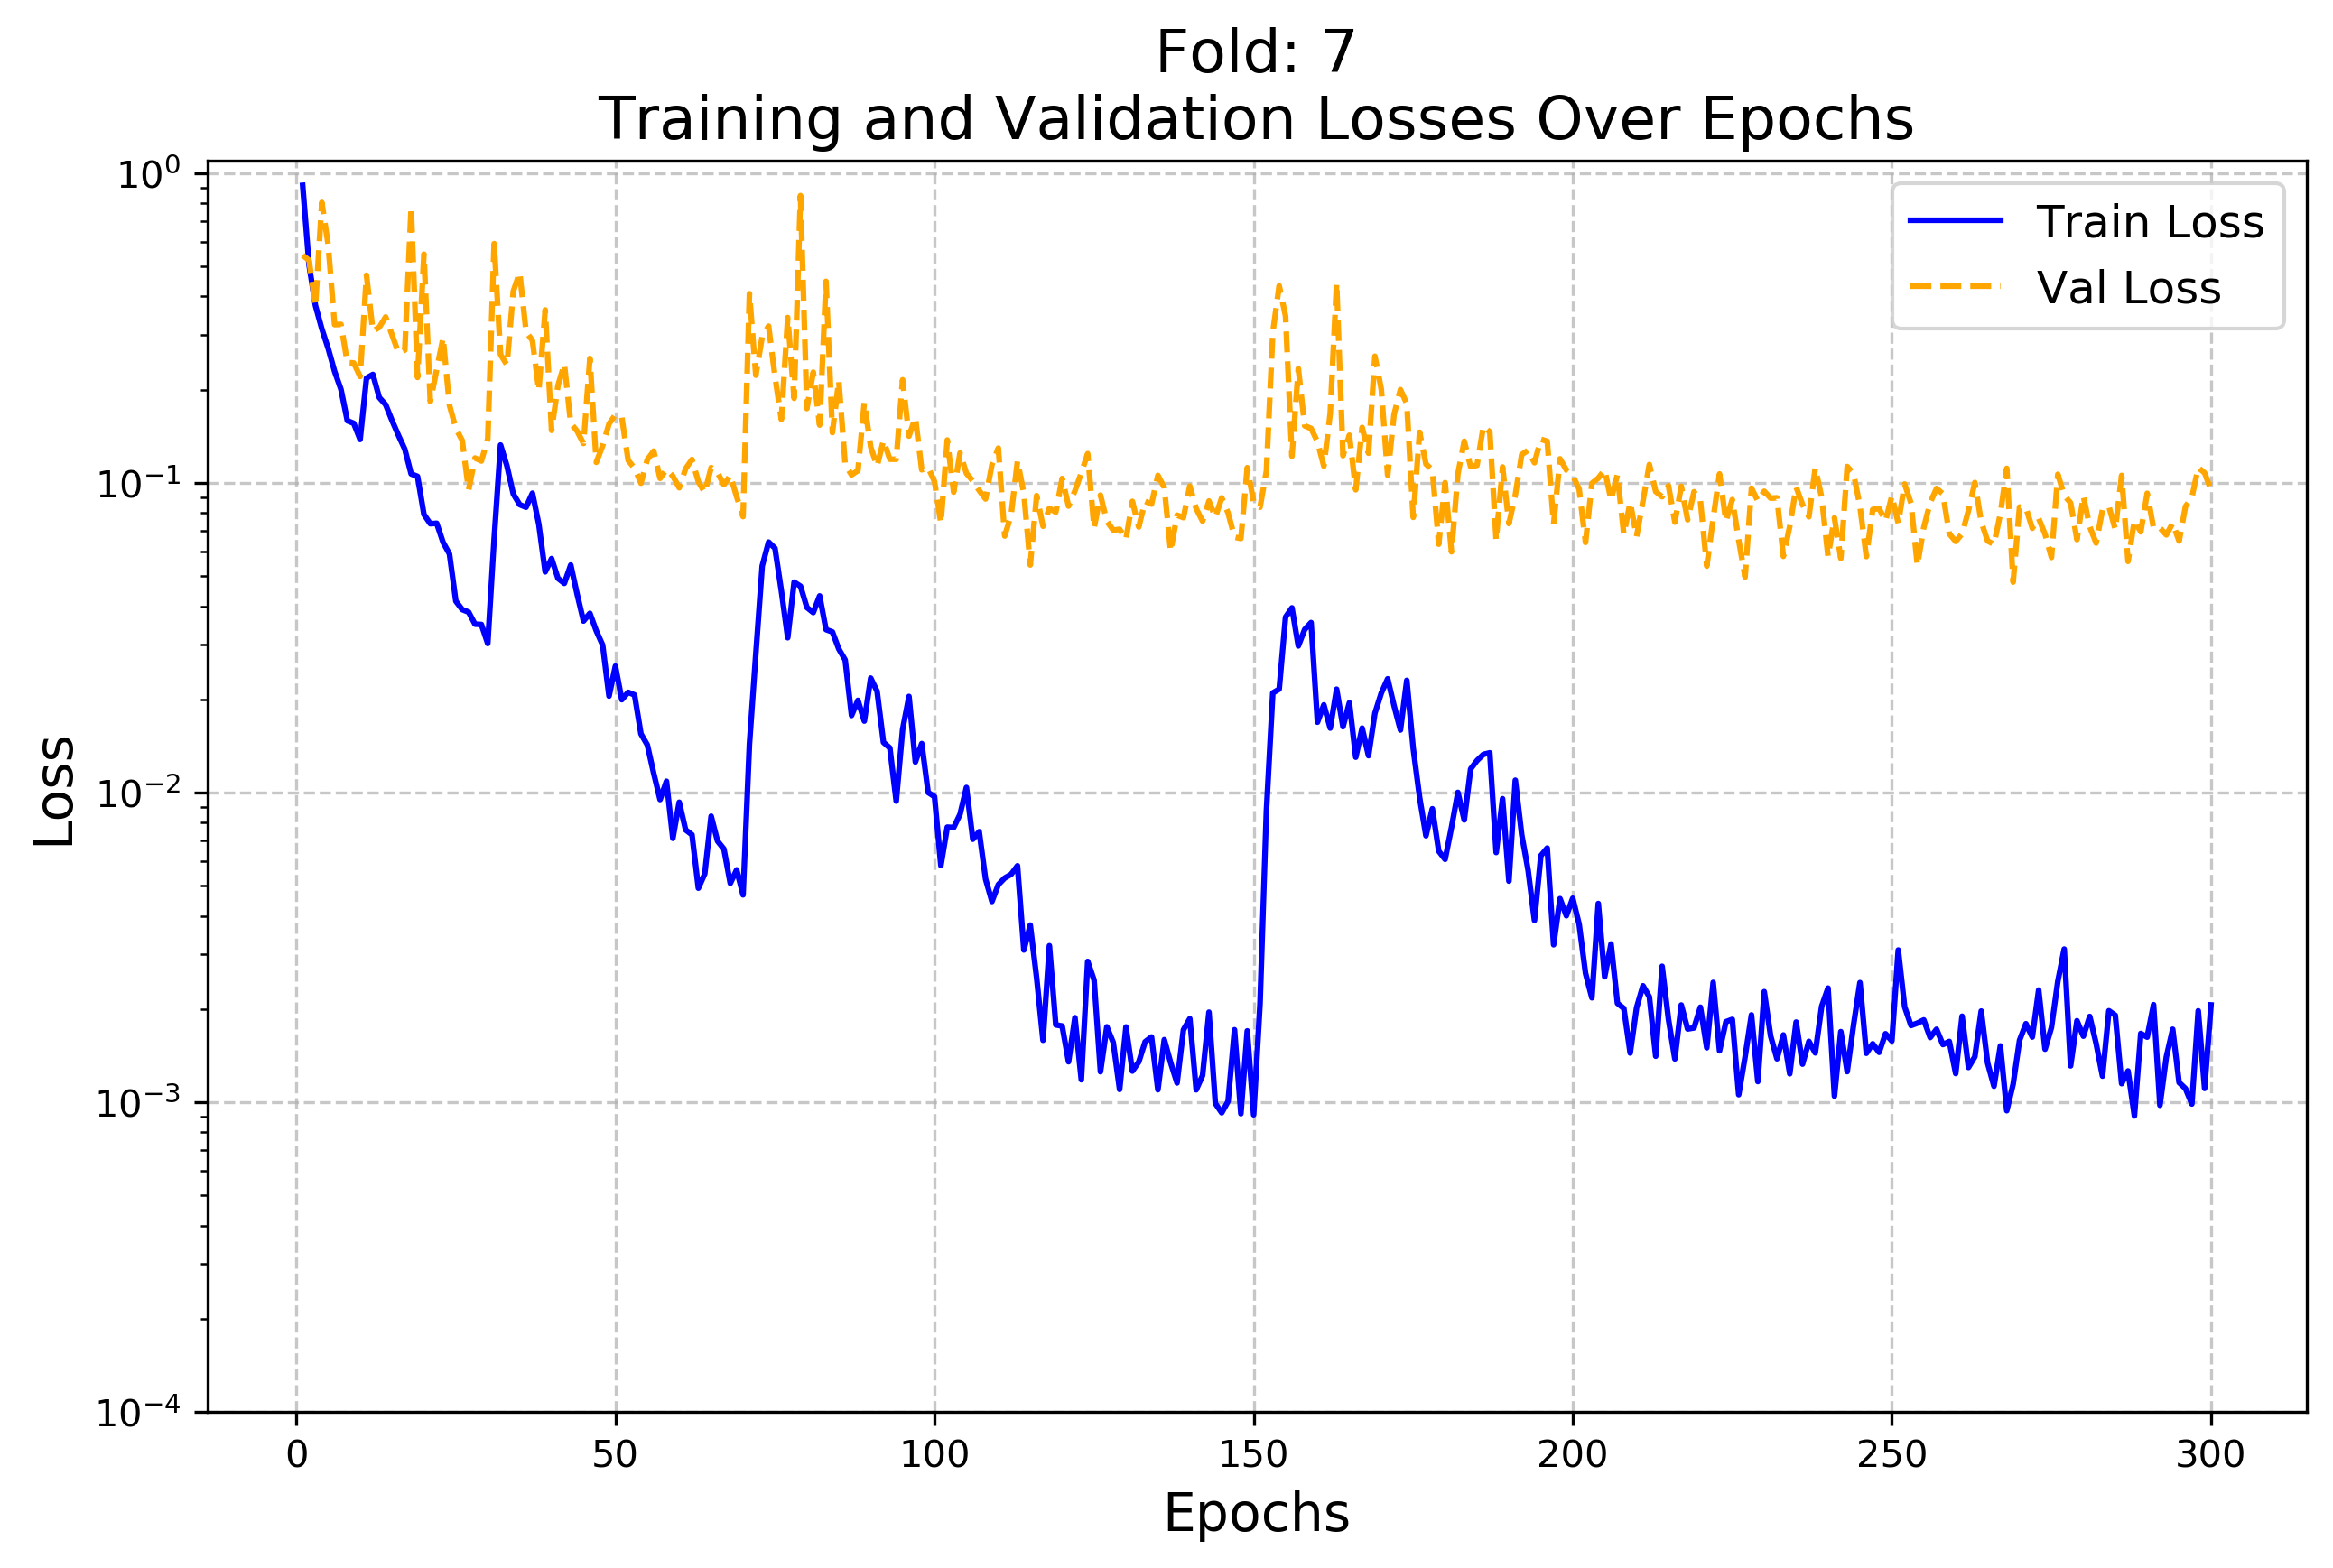 Fold: 7
Training and Validation Losses Over Epochs
Train Loss
Val Loss
Loss
10⁰
10⁻¹
10⁻²
10⁻³
10⁻⁴
0 50 100 150 200 250 300
Epochs